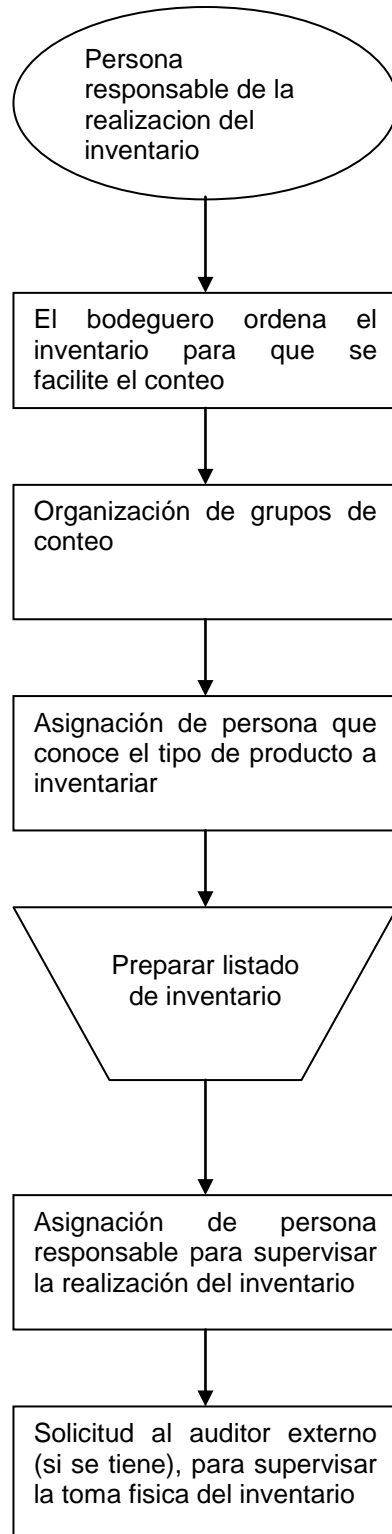 Persona
responsable de la
realizacion del
inventario
El bodeguero ordena el
inventario para que se
facilite el conteo
Organización de grupos de
conteo
Asignación de persona que
conoce el tipo de producto a
inventariar
Preparar listado
de inventario
Asignación de persona
responsable para supervisar
la realización del inventario
Solicitud al auditor externo
(si se tiene), para supervisar
la toma fisica del inventario